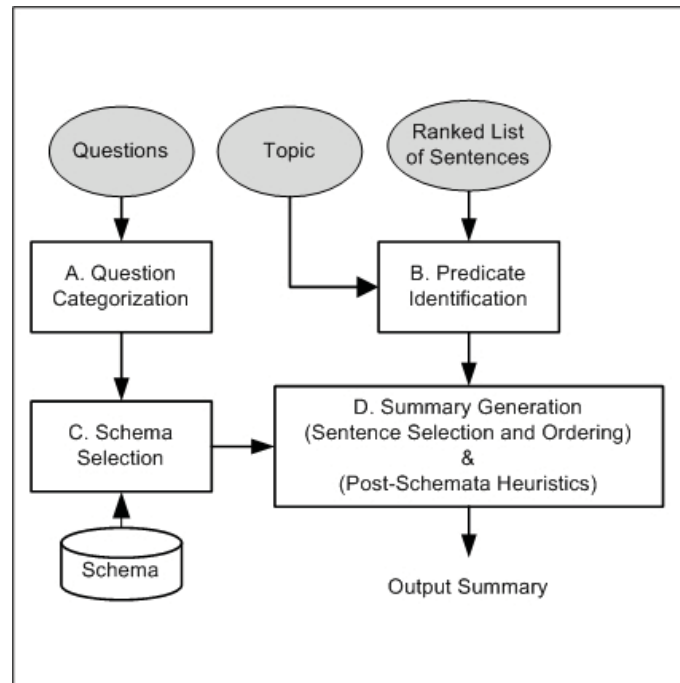 Questions
Topic
Ranked List
of Sentences
A. Question
Categorization
B. Predicate
Identification
C. Schema
Selection
D. Summary Generation
(Sentence Selection and Ordering)
&
(Post-Schemata Heuristics)
Schema
Output Summary